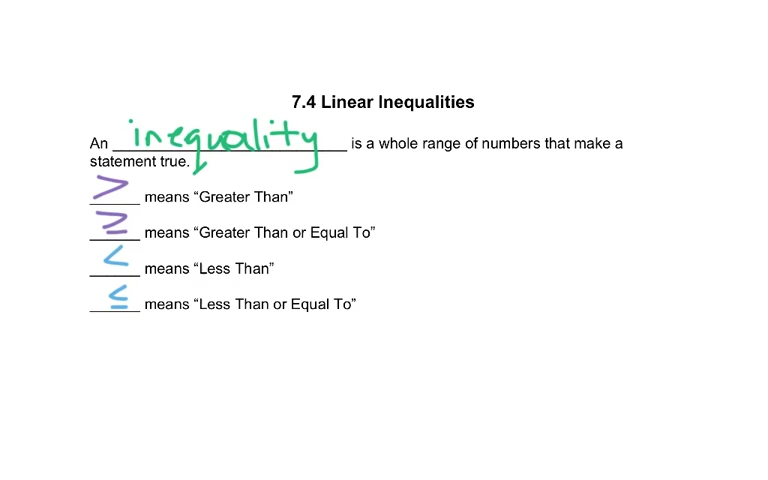 7.4 Linear Inequalities
An inequality is a whole range of numbers that make a
statement true.
> means “Greater Than”
≥ means “Greater Than or Equal To”
< means “Less Than”
≤ means “Less Than or Equal To”